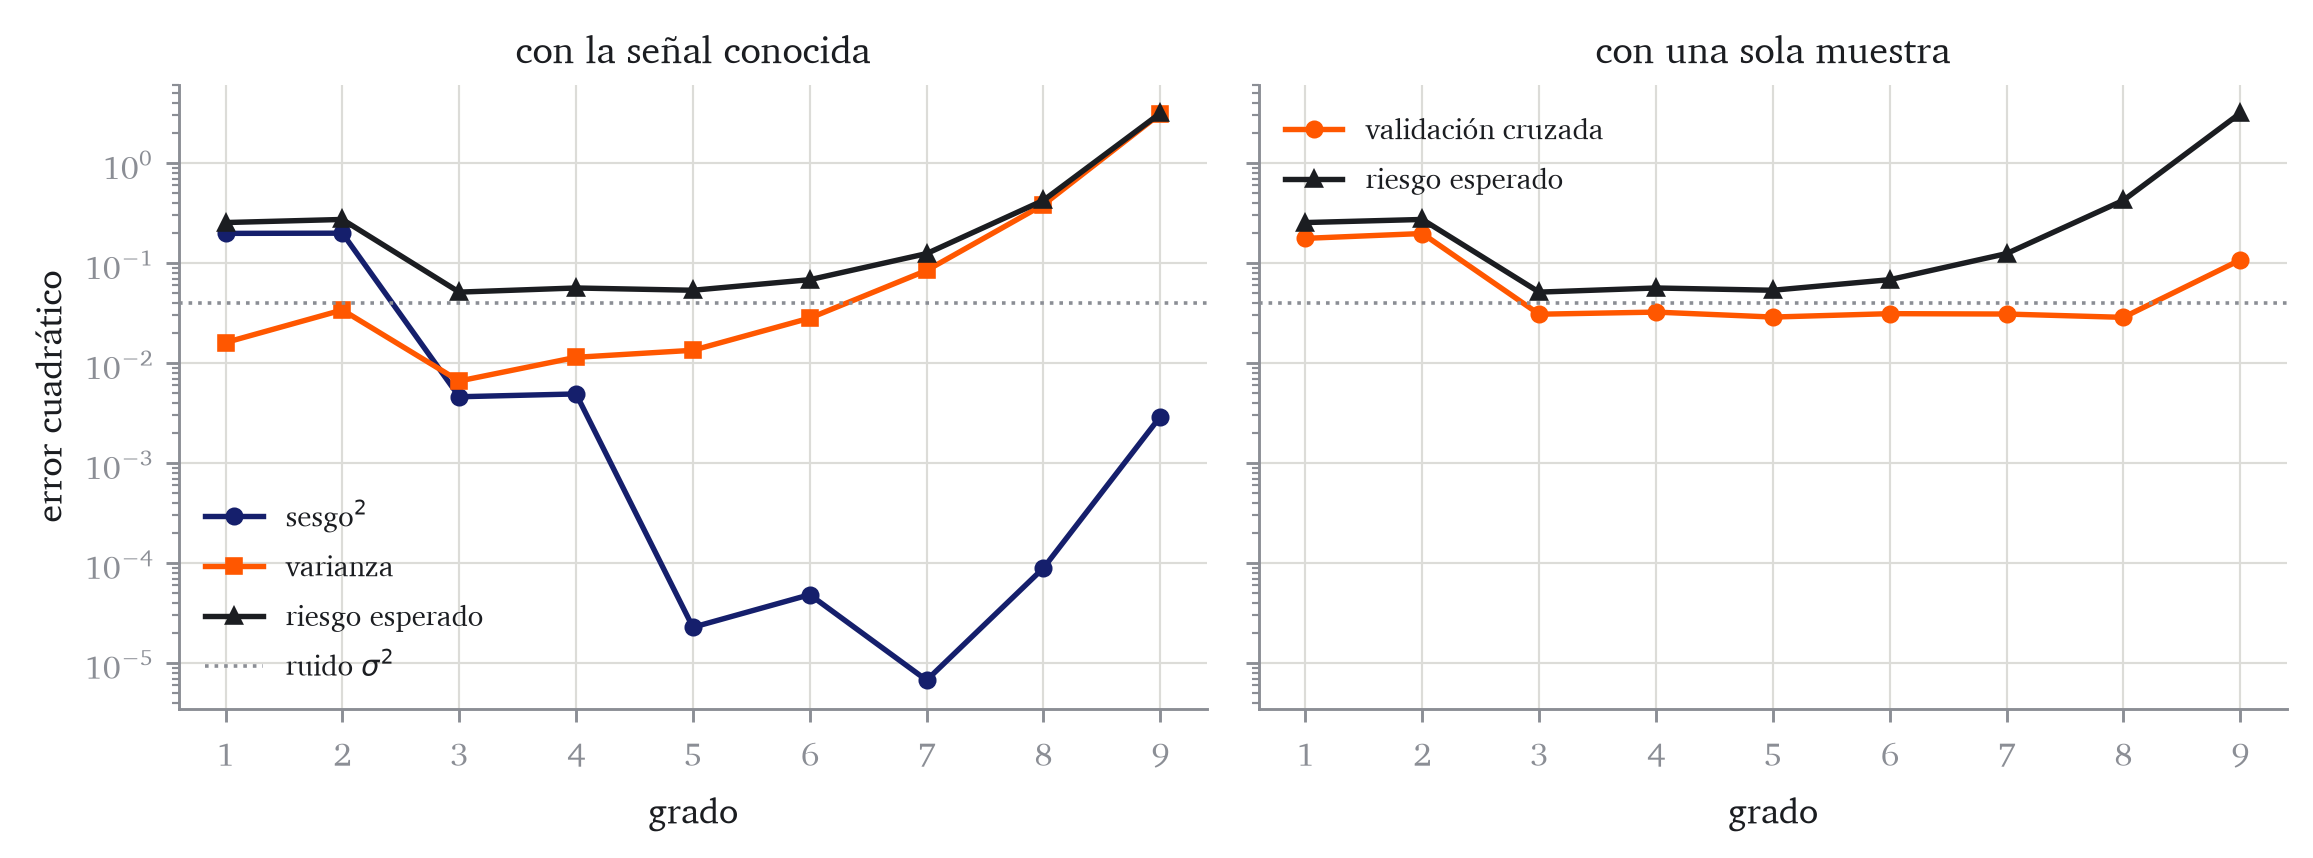 con la señal conocida
error cuadrático
10⁰
10⁻¹
10⁻²
10⁻³
10⁻⁴
10⁻⁵
sesgo²
varianza
riesgo esperado
ruido σ²
1 2 3 4 5 6 7 8 9
grado
con una sola muestra
validación cruzada
riesgo esperado
1 2 3 4 5 6 7 8 9
grado